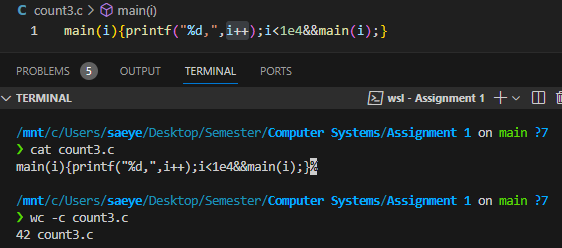 count3.c > main(i)
1 main(i){printf("%d,",i++);i<1e4&&main(i);}
PROBLEMS 5 OUTPUT TERMINAL PORTS
TERMINAL wsl - Assignment 1
/mnt/c/Users/saeye/Desktop/Semester/Computer Systems/Assignment 1 on main ?7
❯ cat count3.c
main(i){printf("%d,",i++);i<1e4&&main(i);}%
/mnt/c/Users/saeye/Desktop/Semester/Computer Systems/Assignment 1 on main ?7
❯ wc -c count3.c
42 count3.c